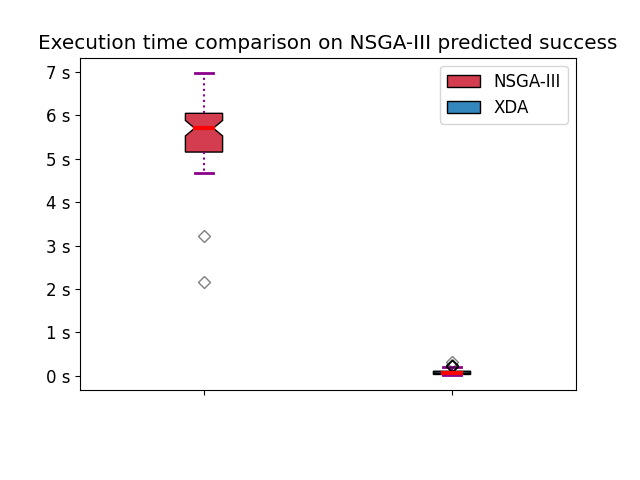 Execution time comparison on NSGA-III predicted success
7 s
6 s
5 s
4 s
3 s
2 s
1 s
0 s
NSGA-III
XDA